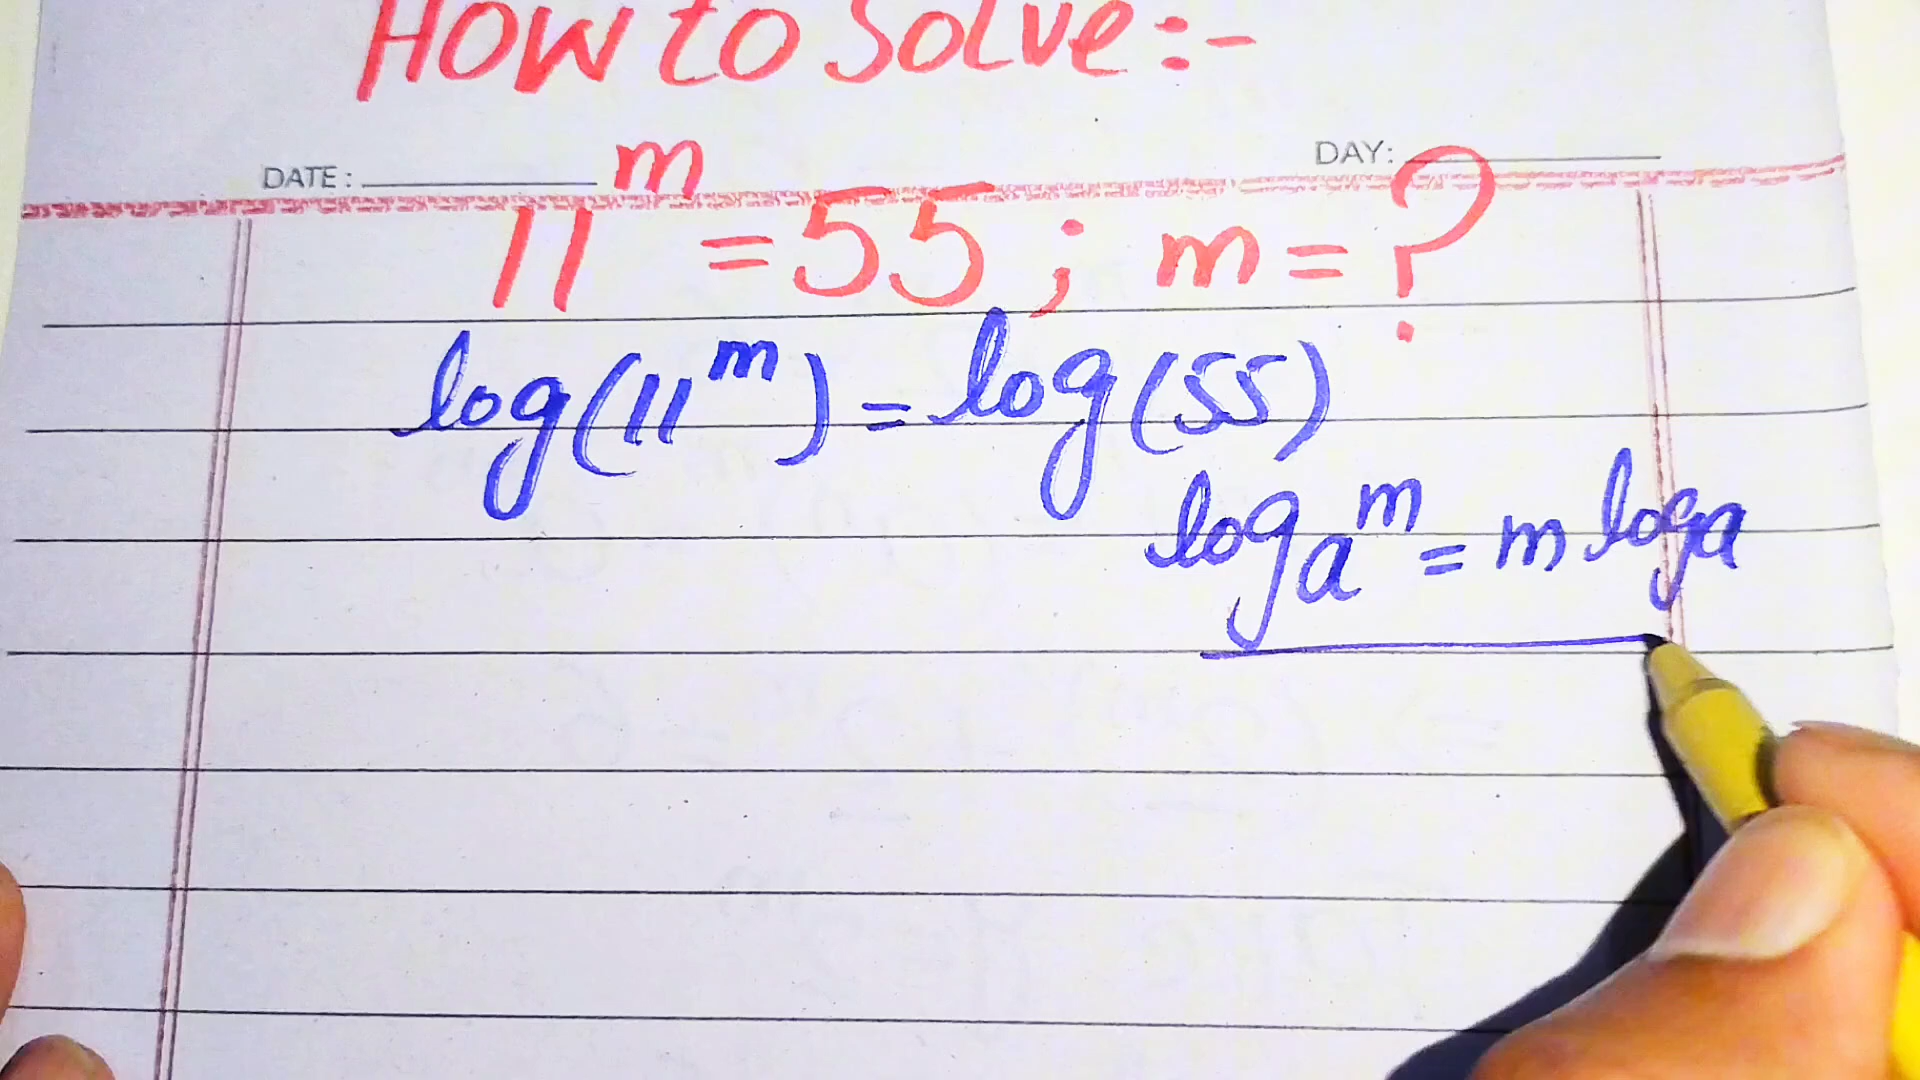 How to Solve:-
DATE: DAY:
11^m = 55 ; m = ?
log(11^m) = log(55)
log a^m = m log a